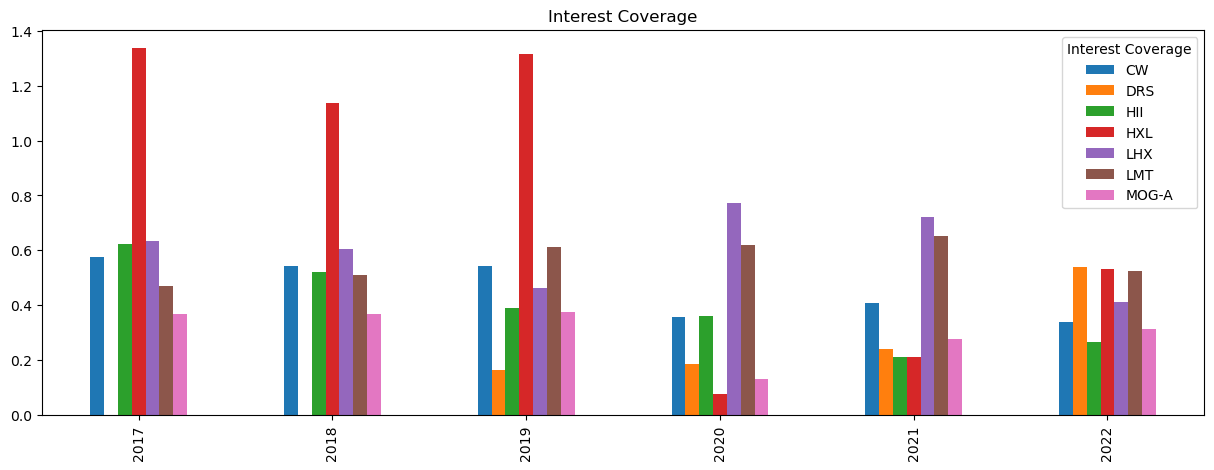 Interest Coverage
1.4
1.2
1.0
0.8
0.6
0.4
0.2
0.0
Interest Coverage
CW
DRS
HII
HXL
LHX
LMT
MOG-A
2017
2018
2019
2020
2021
2022